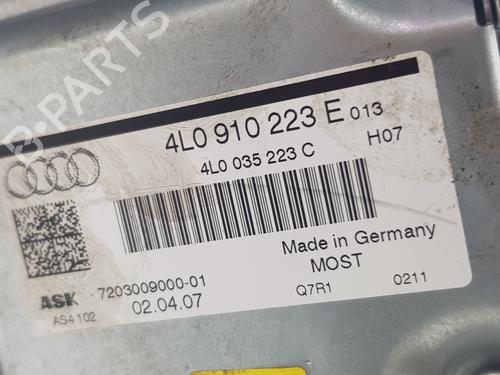 B-PARTS
4L0 910 223 E 013
4L0 035 223 C H07
Made in Germany
ASK 7203009000-01 MOST
AS4102 02.04.07 Q7R1 0211